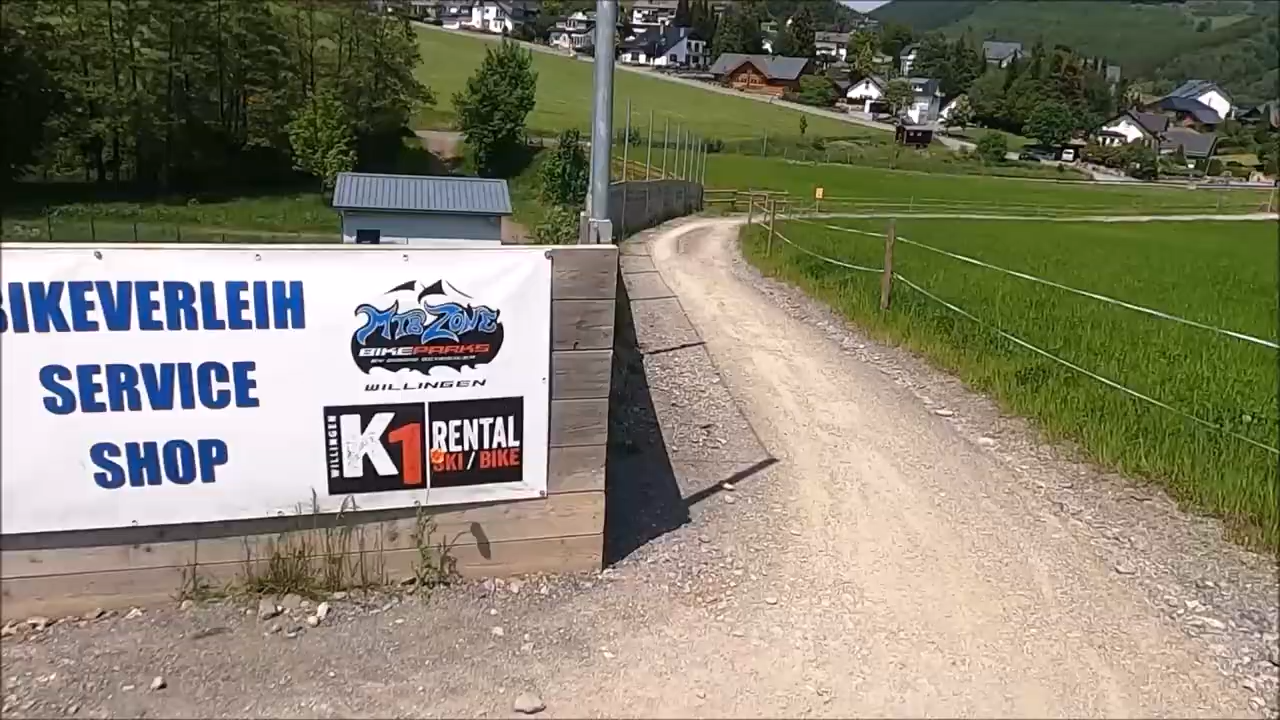 BIKEVERLEIH
SERVICE
SHOP
MTB ZONE
BIKEPARKS
WILLINGEN
WILLINGEN
K1
RENTAL
SKI / BIKE